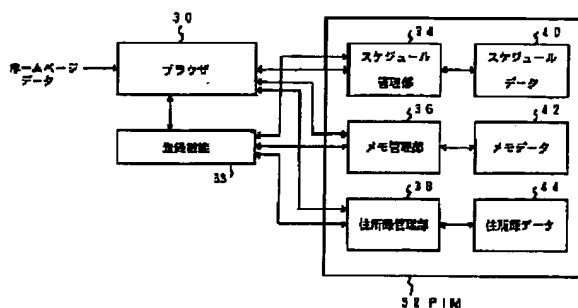 30
34
40
ホームページ
データ
ブラウザ
スケジュール
管理部
スケジュール
データ
36
42
登録機能
メモ管理部
メモデータ
33
38
44
住所録管理部
住所録データ
32 PIM